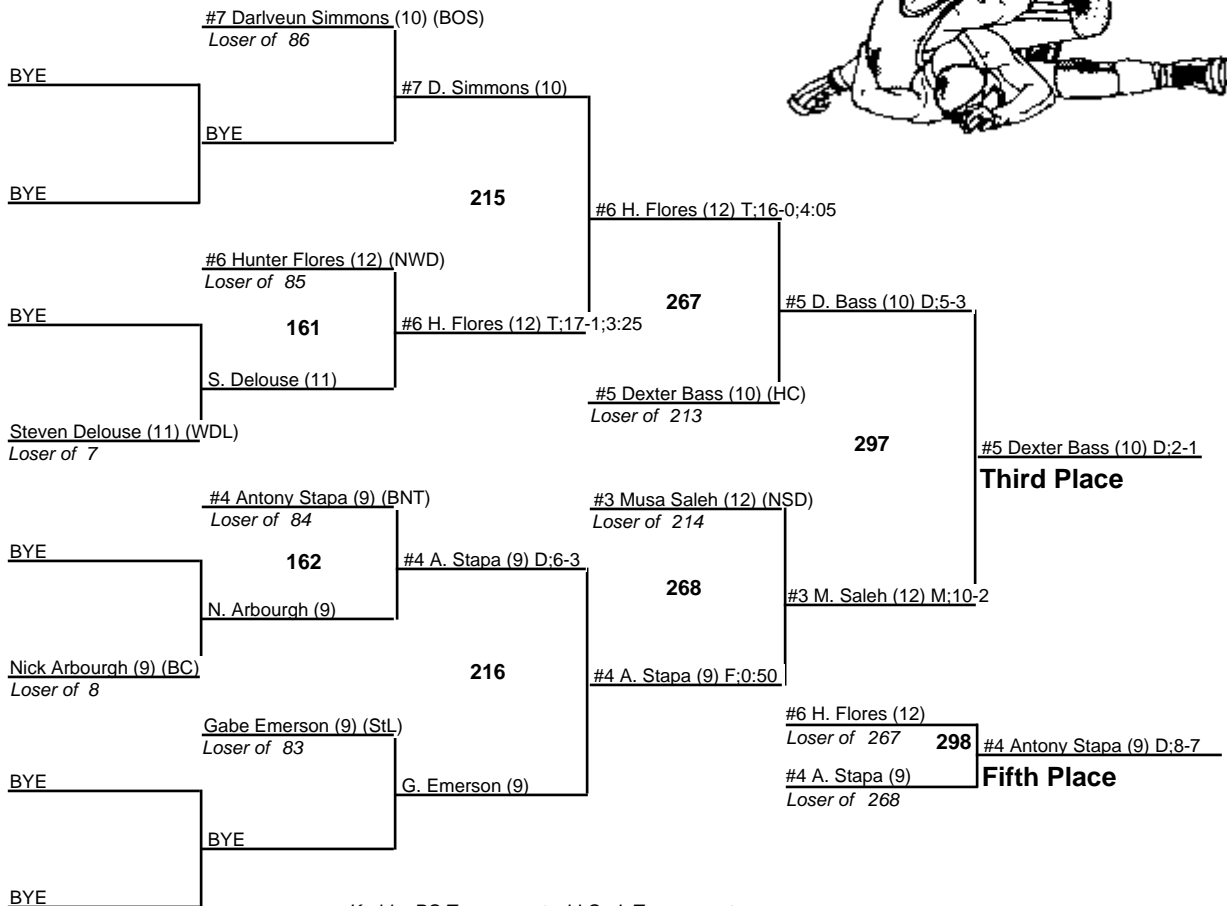 #7 Darlveun Simmons (10) (BOS)
Loser of 86
BYE
#7 D. Simmons (10)
BYE
BYE
215
#6 H. Flores (12) T;16-0;4:05
#6 Hunter Flores (12) (NWD)
Loser of 85
BYE
161
#6 H. Flores (12) T;17-1;3:25
267
#5 D. Bass (10) D;5-3
S. Delouse (11)
#5 Dexter Bass (10) (HC)
Loser of 213
Steven Delouse (11) (WDL)
Loser of 7
297
#5 Dexter Bass (10) D;2-1
Third Place
#4 Antony Stapa (9) (BNT)
Loser of 84
#3 Musa Saleh (12) (NSD)
Loser of 214
BYE
162
#4 A. Stapa (9) D;6-3
268
#3 M. Saleh (12) M;10-2
N. Arbourgh (9)
Nick Arbourgh (9) (BC)
Loser of 8
216
#4 A. Stapa (9) F;0:50
Gabe Emerson (9) (StL)
Loser of 83
#6 H. Flores (12)
Loser of 267
298
#4 Antony Stapa (9) D;8-7
Fifth Place
#4 A. Stapa (9)
Loser of 268
BYE
G. Emerson (9)
BYE
BYE